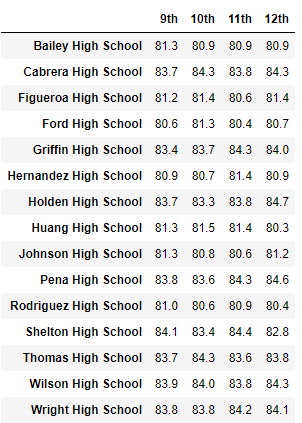 9th 10th 11th 12th
Bailey High School 81.3 80.9 80.9 80.9
Cabrera High School 83.7 84.3 83.8 84.3
Figueroa High School 81.2 81.4 80.6 81.4
Ford High School 80.6 81.3 80.4 80.7
Griffin High School 83.4 83.7 84.3 84.0
Hernandez High School 80.9 80.7 81.4 80.9
Holden High School 83.7 83.3 83.8 84.7
Huang High School 81.3 81.5 81.4 80.3
Johnson High School 81.3 80.8 80.6 81.2
Pena High School 83.8 83.6 84.3 84.6
Rodriguez High School 81.0 80.6 80.9 80.4
Shelton High School 84.1 83.4 84.4 82.8
Thomas High School 83.7 84.3 83.6 83.8
Wilson High School 83.9 84.0 83.8 84.3
Wright High School 83.8 83.8 84.2 84.1